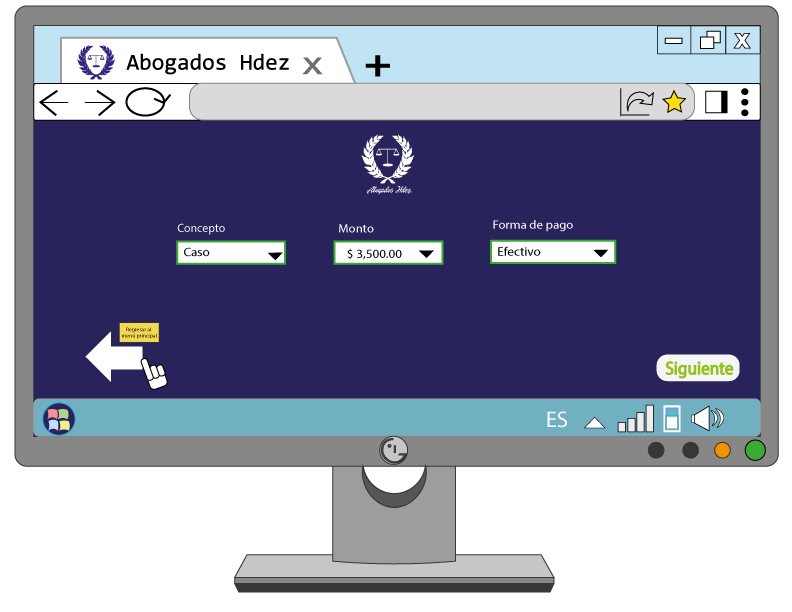 Abogados Hdez X
X
Abogados Hdez.
Concepto
Monto
Forma de pago
Caso
$ 3,500.00
Efectivo
Regresar al
menú principal
Siguiente
ES